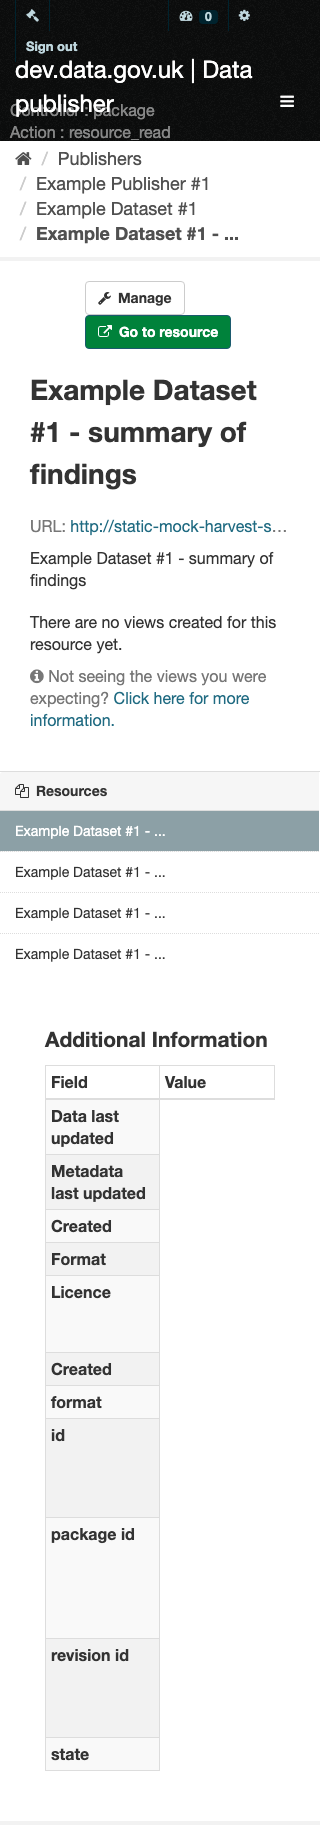 0
Sign out
dev.data.gov.uk | Data
publisher
Controller : package
Action : resource_read
/ Publishers
/ Example Publisher #1
/ Example Dataset #1
/ Example Dataset #1 - ...
Manage
Go to resource
Example Dataset
#1 - summary of
findings
URL: http://static-mock-harvest-s...
Example Dataset #1 - summary of
findings
There are no views created for this
resource yet.
Not seeing the views you were
expecting? Click here for more
information.
Resources
Example Dataset #1 - ...
Example Dataset #1 - ...
Example Dataset #1 - ...
Example Dataset #1 - ...
Additional Information
Field Value
Data last
updated
Metadata
last updated
Created
Format
Licence
Created
format
id
package id
revision id
state